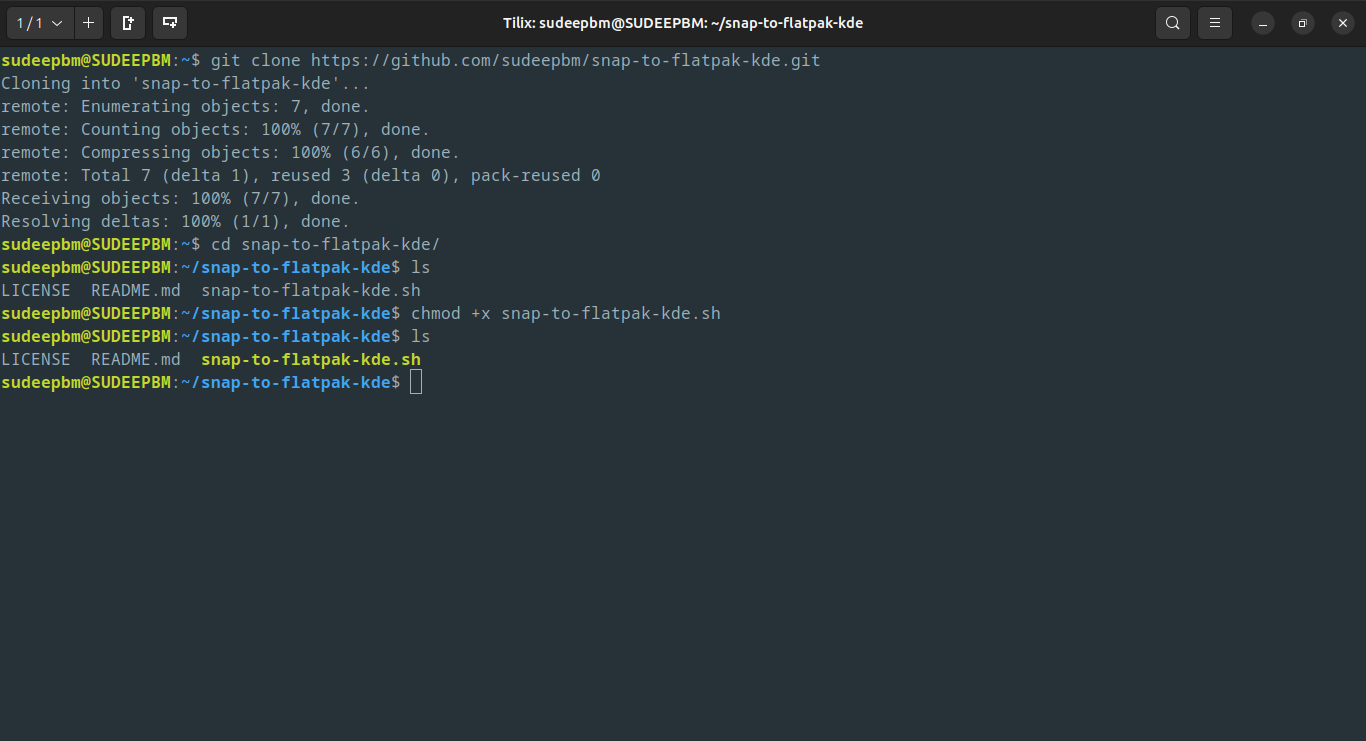 1 / 1
Tilix: sudeepbm@SUDEEPBM: ~/snap-to-flatpak-kde
sudeepbm@SUDEEPBM:~$ git clone https://github.com/sudeepbm/snap-to-flatpak-kde.git
Cloning into 'snap-to-flatpak-kde'...
remote: Enumerating objects: 7, done.
remote: Counting objects: 100% (7/7), done.
remote: Compressing objects: 100% (6/6), done.
remote: Total 7 (delta 1), reused 3 (delta 0), pack-reused 0
Receiving objects: 100% (7/7), done.
Resolving deltas: 100% (1/1), done.
sudeepbm@SUDEEPBM:~$ cd snap-to-flatpak-kde/
sudeepbm@SUDEEPBM:~/snap-to-flatpak-kde$ ls
LICENSE  README.md  snap-to-flatpak-kde.sh
sudeepbm@SUDEEPBM:~/snap-to-flatpak-kde$ chmod +x snap-to-flatpak-kde.sh
sudeepbm@SUDEEPBM:~/snap-to-flatpak-kde$ ls
LICENSE  README.md  snap-to-flatpak-kde.sh
sudeepbm@SUDEEPBM:~/snap-to-flatpak-kde$